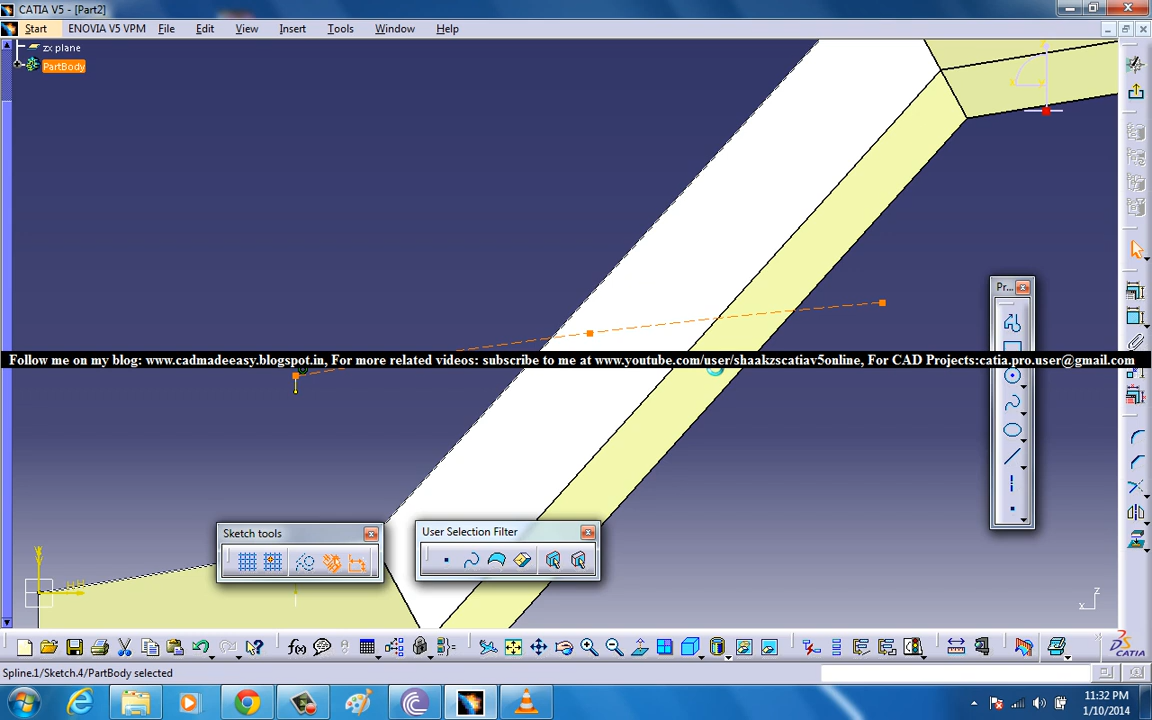 CATIA V5 - [Part2]
Start ENOVIA V5 VPM File Edit View Insert Tools Window Help
zx plane
PartBody
Pr...
Follow me on my blog: www.cadmadeeasy.blogspot.in, For more related videos: subscribe to me at www.youtube.com/user/shaakzscatiav5online, For CAD Projects:catia.pro.user@gmail.com
Sketch tools
User Selection Filter
H
z
x
f(x)
CATIA
Spline.1/Sketch.4/PartBody selected
11:32 PM
1/10/2014